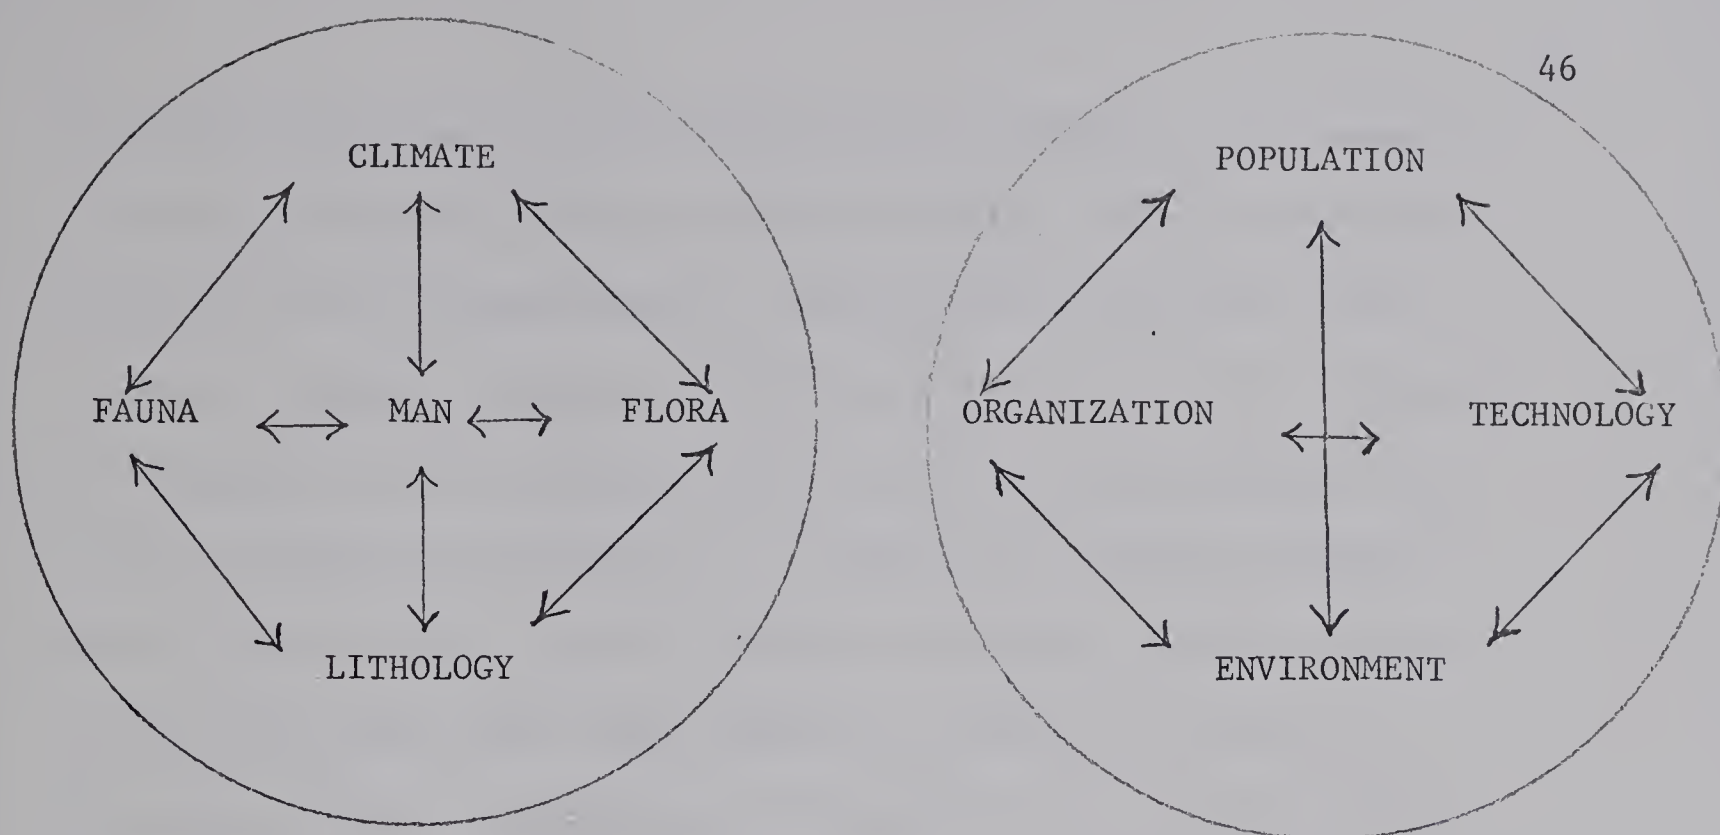 46
CLIMATE
FAUNA MAN FLORA
LITHOLOGY
POPULATION
ORGANIZATION TECHNOLOGY
ENVIRONMENT